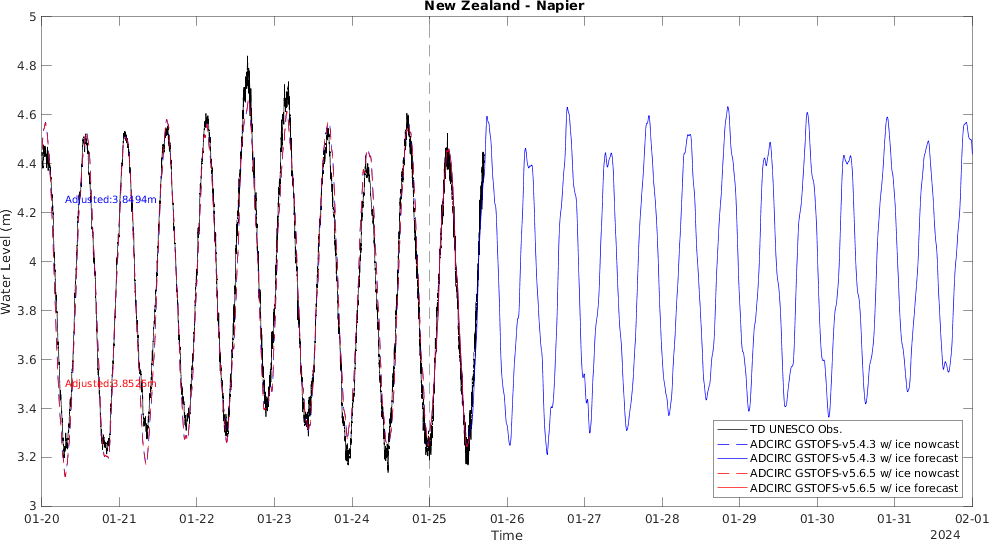 New Zealand - Napier
Water Level (m)
5
4.8
4.6
4.4
4.2
4
3.8
3.6
3.4
3.2
3
Adjusted:3.8494m
Adjusted:3.8525m
TD UNESCO Obs.
ADCIRC GSTOFS-v5.4.3 w/ ice nowcast
ADCIRC GSTOFS-v5.4.3 w/ ice forecast
ADCIRC GSTOFS-v5.6.5 w/ ice nowcast
ADCIRC GSTOFS-v5.6.5 w/ ice forecast
01-20 01-21 01-22 01-23 01-24 01-25 01-26 01-27 01-28 01-29 01-30 01-31 02-01
Time
2024